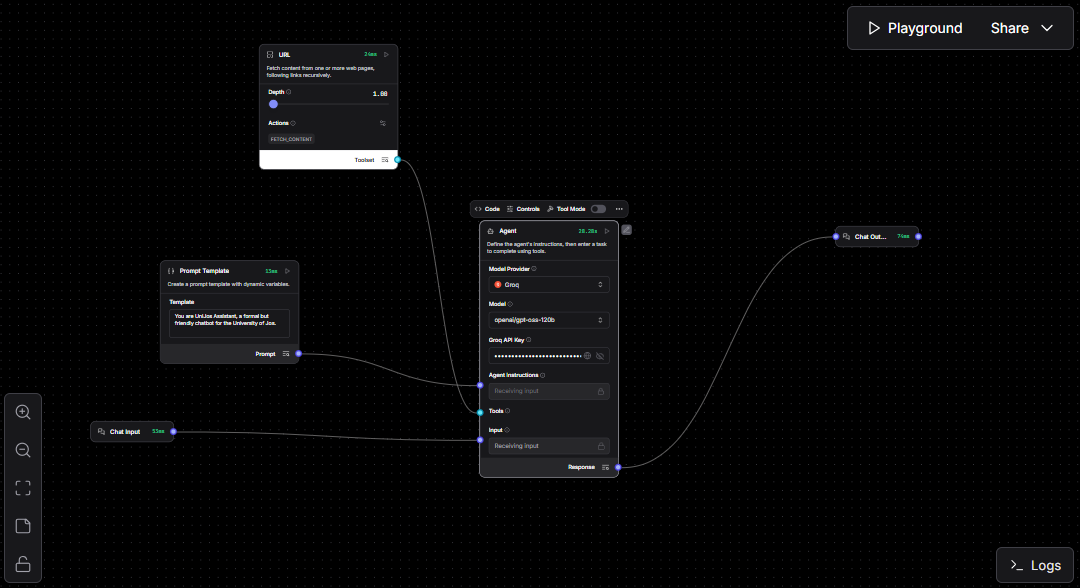 Playground
Share
URL
24ms
Fetch content from one or more web pages,
following links recursively.
Depth
1.00
Actions
FETCH_CONTENT
Toolset
Code
Controls
Tool Mode
Agent
28.28s
Define the agent's instructions, then enter a task
to complete using tools.
Model Provider
Groq
Model
openai/gpt-oss-120b
Groq API Key
Agent Instructions
Receiving input
Tools
Input
Receiving input
Response
Chat Out...
74ms
Prompt Template
13ms
Create a prompt template with dynamic variables.
Template
You are UniJos Assistant, a formal but
friendly chatbot for the University of Jos.
Prompt
Chat Input
53ms
Logs